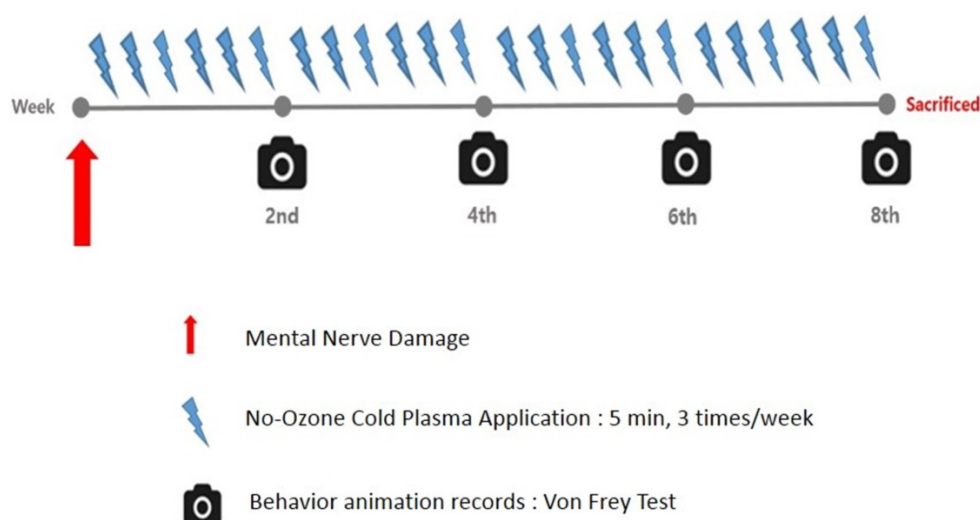 Week
Sacrificed
2nd
4th
6th
8th
Mental Nerve Damage
No-Ozone Cold Plasma Application : 5 min, 3 times/week
Behavior animation records : Von Frey Test